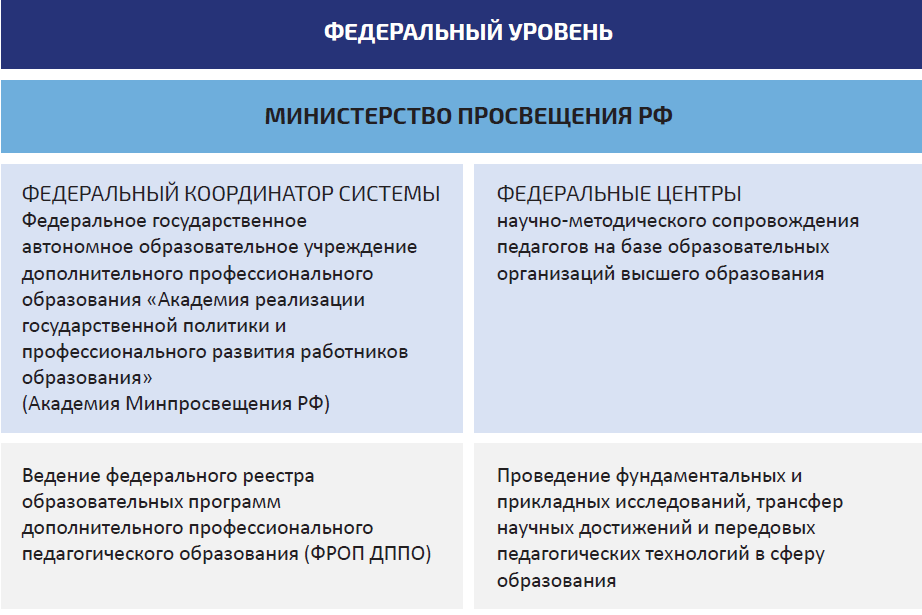 ФЕДЕРАЛЬНЫЙ УРОВЕНЬ
МИНИСТЕРСТВО ПРОСВЕЩЕНИЯ РФ
ФЕДЕРАЛЬНЫЙ КООРДИНАТОР СИСТЕМЫ
Федеральное государственное
автономное образовательное учреждение
дополнительного профессионального
образования «Академия реализации
государственной политики и
профессионального развития работников
образования»
(Академия Минпросвещения РФ)
ФЕДЕРАЛЬНЫЕ ЦЕНТРЫ
научно-методического сопровождения
педагогов на базе образовательных
организаций высшего образования
Ведение федерального реестра
образовательных программ
дополнительного профессионального
педагогического образования (ФРОП ДППО)
Проведение фундаментальных и
прикладных исследований, трансфер
научных достижений и передовых
педагогических технологий в сферу
образования